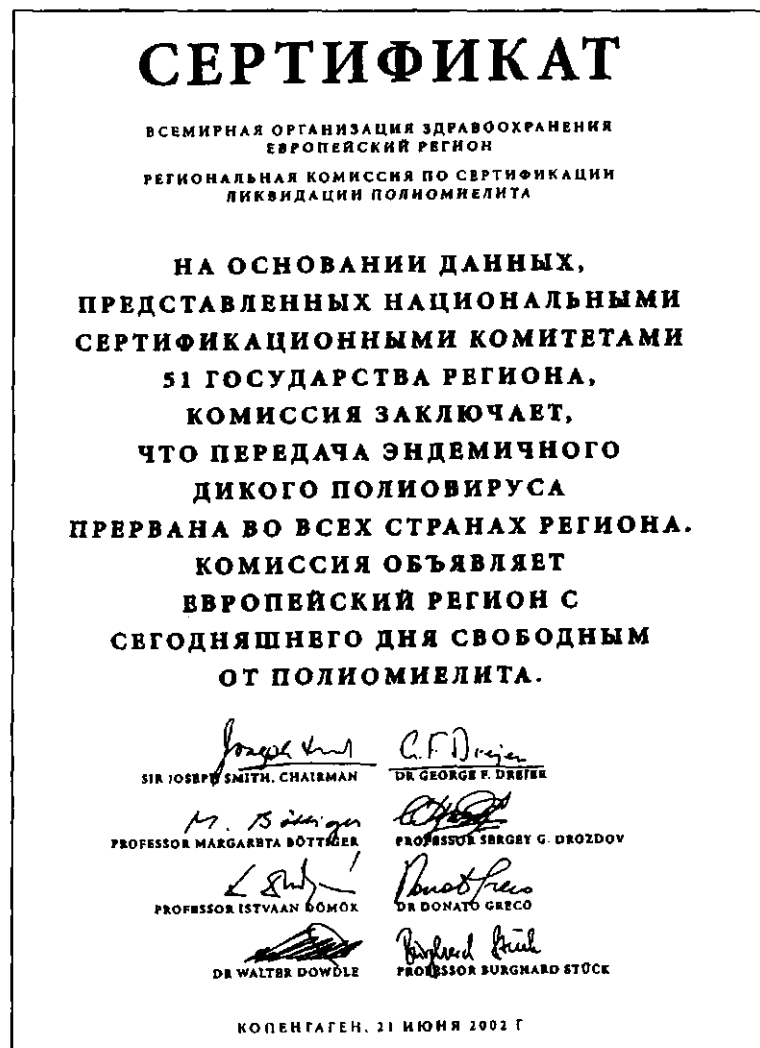 СЕРТИФИКАТ
ВСЕМИРНАЯ ОРГАНИЗАЦИЯ ЗДРАВООХРАНЕНИЯ
ЕВРОПЕЙСКИЙ РЕГИОН
РЕГИОНАЛЬНАЯ КОМИССИЯ ПО СЕРТИФИКАЦИИ
ЛИКВИДАЦИИ ПОЛИОМИЕЛИТА
НА ОСНОВАНИИ ДАННЫХ,
ПРЕДСТАВЛЕННЫХ НАЦИОНАЛЬНЫМИ
СЕРТИФИКАЦИОННЫМИ КОМИТЕТАМИ
51 ГОСУДАРСТВА РЕГИОНА,
КОМИССИЯ ЗАКЛЮЧАЕТ,
ЧТО ПЕРЕДАЧА ЭНДЕМИЧНОГО
ДИКОГО ПОЛИОВИРУСА
ПРЕРВАНА ВО ВСЕХ СТРАНАХ РЕГИОНА.
КОМИССИЯ ОБЪЯВЛЯЕТ
ЕВРОПЕЙСКИЙ РЕГИОН С
СЕГОДНЯШНЕГО ДНЯ СВОБОДНЫМ
ОТ ПОЛИОМИЕЛИТА.
SIR JOSEPH SMITH, CHAIRMAN DR GEORGE F. DREJER
PROFESSOR MARGARETA BÖTTIGER PROFESSOR SERGEY G. DROZDOV
PROFESSOR ISTVAAN DÖMÖK DR DONATO GRECO
DR WALTER DOWDLE PROFESSOR BURGHARD STÜCK
КОПЕНГАГЕН, 21 ИЮНЯ 2002 Г